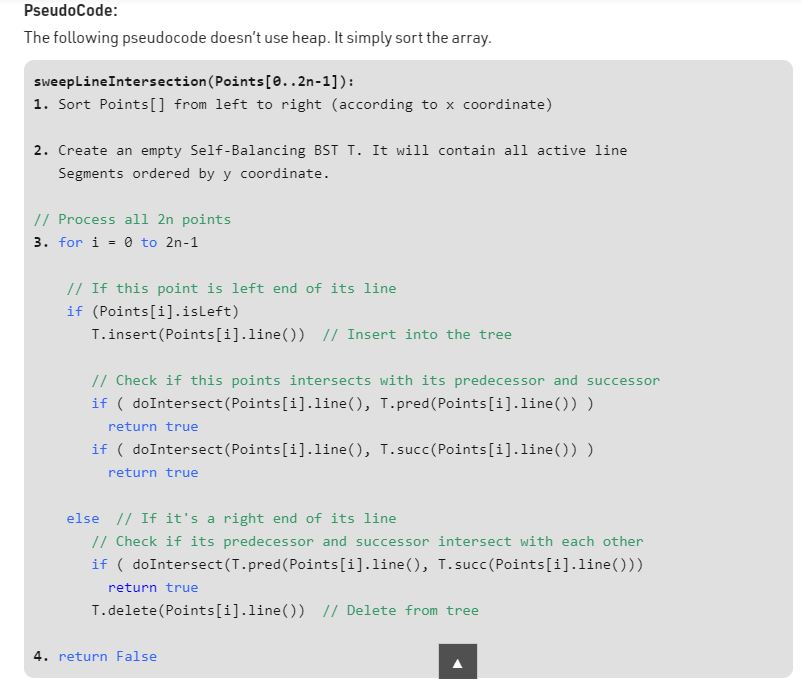 PseudoCode:
The following pseudocode doesn't use heap. It simply sort the array.
sweepLineIntersection(Points[0..2n-1]):
1. Sort Points[] from left to right (according to x coordinate)
2. Create an empty Self-Balancing BST T. It will contain all active line
Segments ordered by y coordinate.
// Process all 2n points
3. for i = 0 to 2n-1
// If this point is left end of its line
if (Points[i].isLeft)
T.insert(Points[i].line()) // Insert into the tree
// Check if this points intersects with its predecessor and successor
if ( doIntersect(Points[i].line(), T.pred(Points[i].line()) )
return true
if ( doIntersect(Points[i].line(), T.succ(Points[i].line()) )
return true
else // If it's a right end of its line
// Check if its predecessor and successor intersect with each other
if ( doIntersect(T.pred(Points[i].line(), T.succ(Points[i].line()))
return true
T.delete(Points[i].line()) // Delete from tree
4. return False